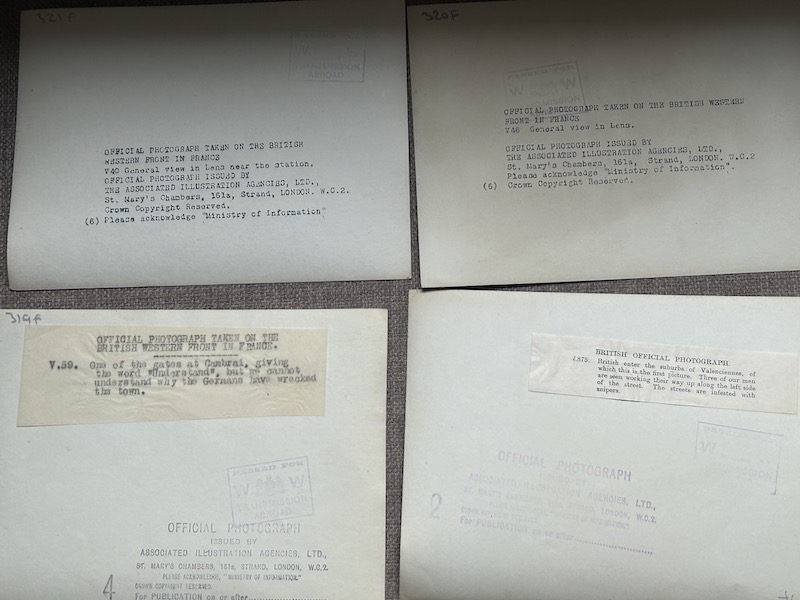 321F
OFFICIAL PHOTOGRAPH TAKEN ON THE BRITISH
WESTERN FRONT IN FRANCE
V40 General view in Lens near the station.
OFFICIAL PHOTOGRAPH ISSUED BY
THE ASSOCIATED ILLUSTRATION AGENCIES, LTD.,
St. Mary's Chambers, 161a, Strand, LONDON. W.C.2.
Crown Copyright Reserved.
(6) Please acknowledge "Ministry of Information"
320F
OFFICIAL PHOTOGRAPH TAKEN ON THE BRITISH WESTERN
FRONT IN FRANCE
V46 General view in Lens.
OFFICIAL PHOTOGRAPH ISSUED BY
THE ASSOCIATED ILLUSTRATION AGENCIES, LTD.,
St. Mary's Chambers, 161a, Strand, LONDON. W.C.2
Please acknowledge "Ministry of Information".
(6) Crown Copyright Reserved.
319F
OFFICIAL PHOTOGRAPH TAKEN ON THE
BRITISH WESTERN FRONT IN FRANCE.
V.59. One of the gates at Cambrai, giving
the word "Understand", but he cannot
understand why the Germans have wrecked
the town.
PASSED FOR
W W
TRANSMISSION
ABROAD
OFFICIAL PHOTOGRAPH
ISSUED BY
ASSOCIATED ILLUSTRATION AGENCIES, LTD.,
ST. MARY'S CHAMBERS, 161a, STRAND, LONDON, W.C.2.
PLEASE ACKNOWLEDGE, "MINISTRY OF INFORMATION."
CROWN COPYRIGHT RESERVED.
4 For PUBLICATION on or after
BRITISH OFFICIAL PHOTOGRAPH.
British enter the suburbs of Valenciennes, of
which this is the first picture. Three of our men
are seen working their way up along the left side
of the street. The streets are infested with
snipers.
W
OFFICIAL PHOTOGRAPH
ISSUED BY
ASSOCIATED ILLUSTRATION AGENCIES, LTD.,
LONDON, W.C.2.
2
For PUBLICATION on or after